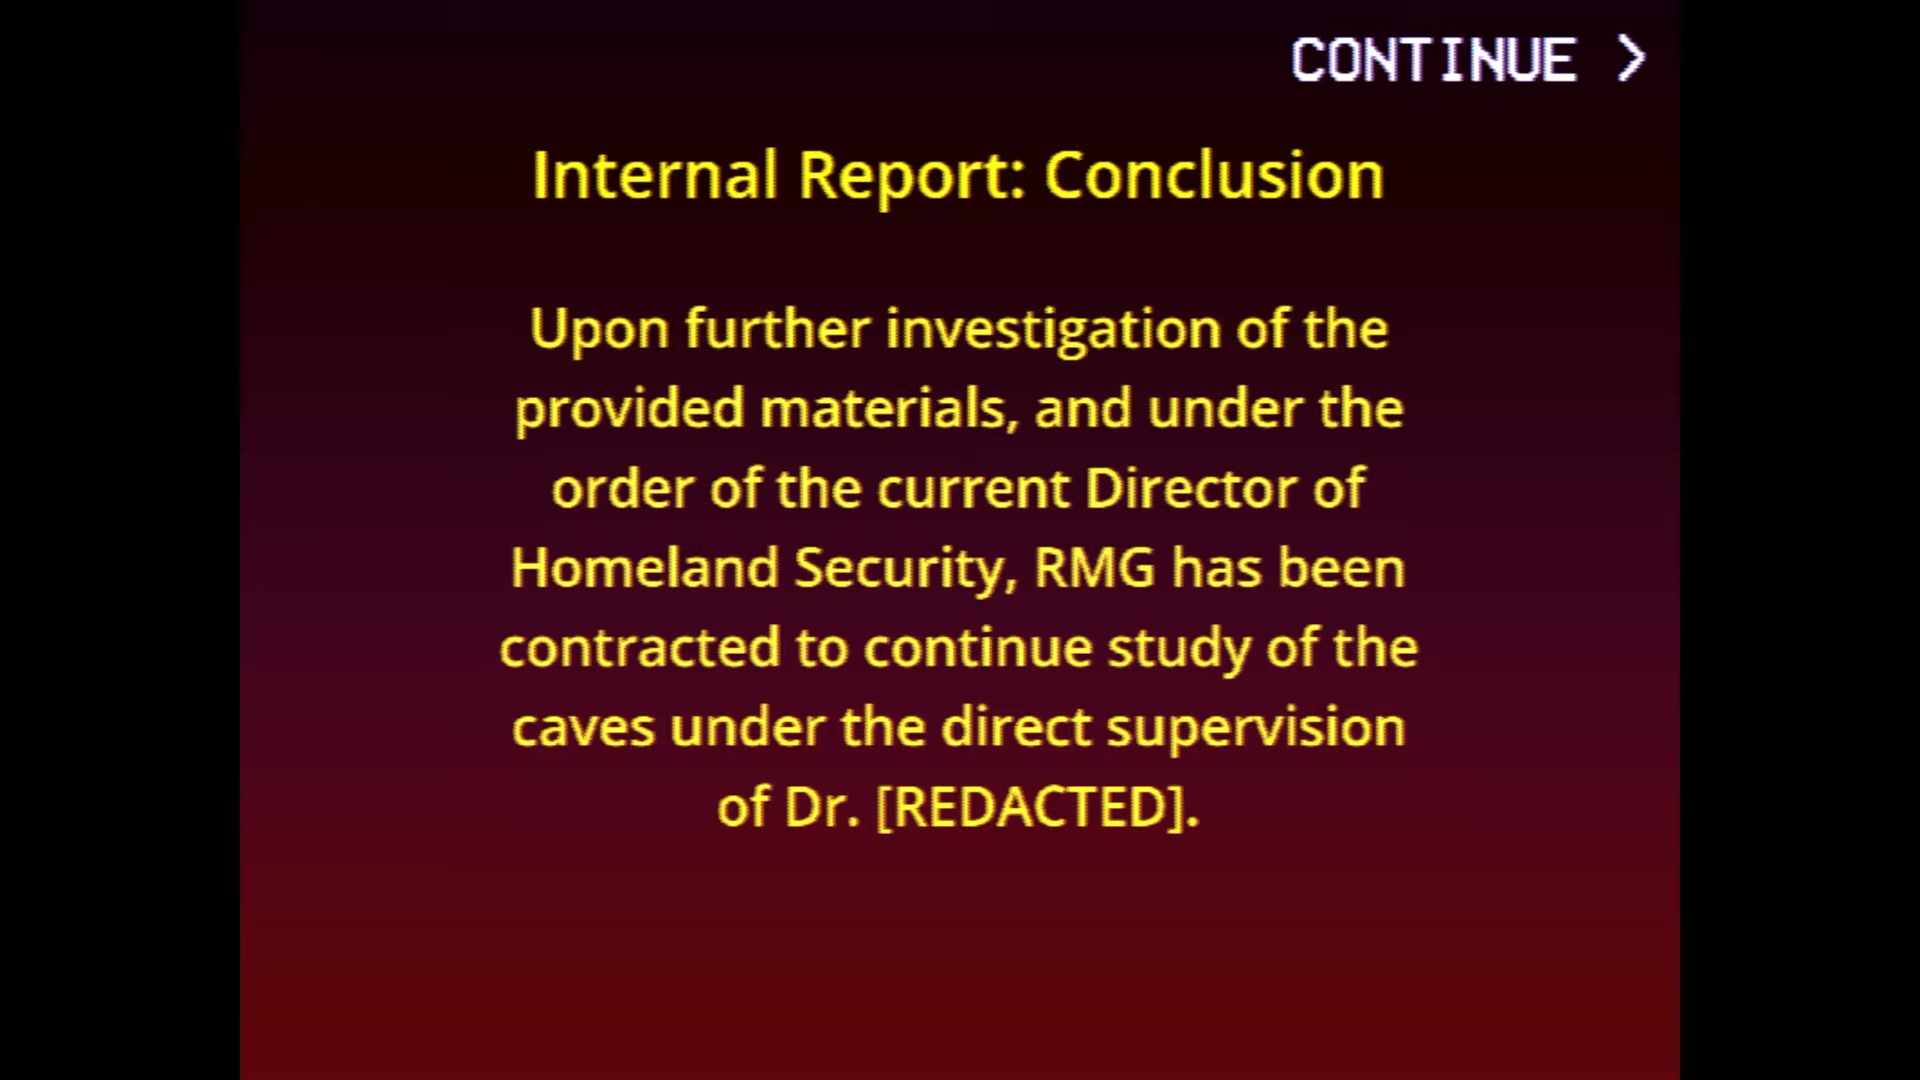 CONTINUE >
Internal Report: Conclusion
Upon further investigation of the
provided materials, and under the
order of the current Director of
Homeland Security, RMG has been
contracted to continue study of the
caves under the direct supervision
of Dr. [REDACTED].